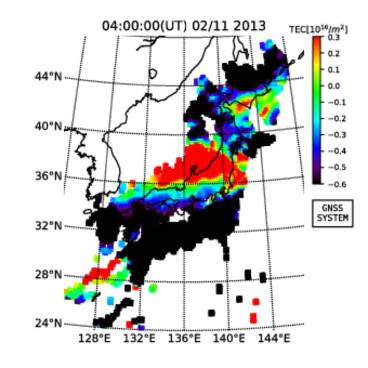 04:00:00(UT) 02/11 2013
TEC[10¹⁶/m²]
0.3
0.2
0.1
0.0
−0.1
−0.2
−0.3
−0.4
−0.5
−0.6
GNSS
SYSTEM
44°N
40°N
36°N
32°N
28°N
24°N
128°E 132°E 136°E 140°E 144°E